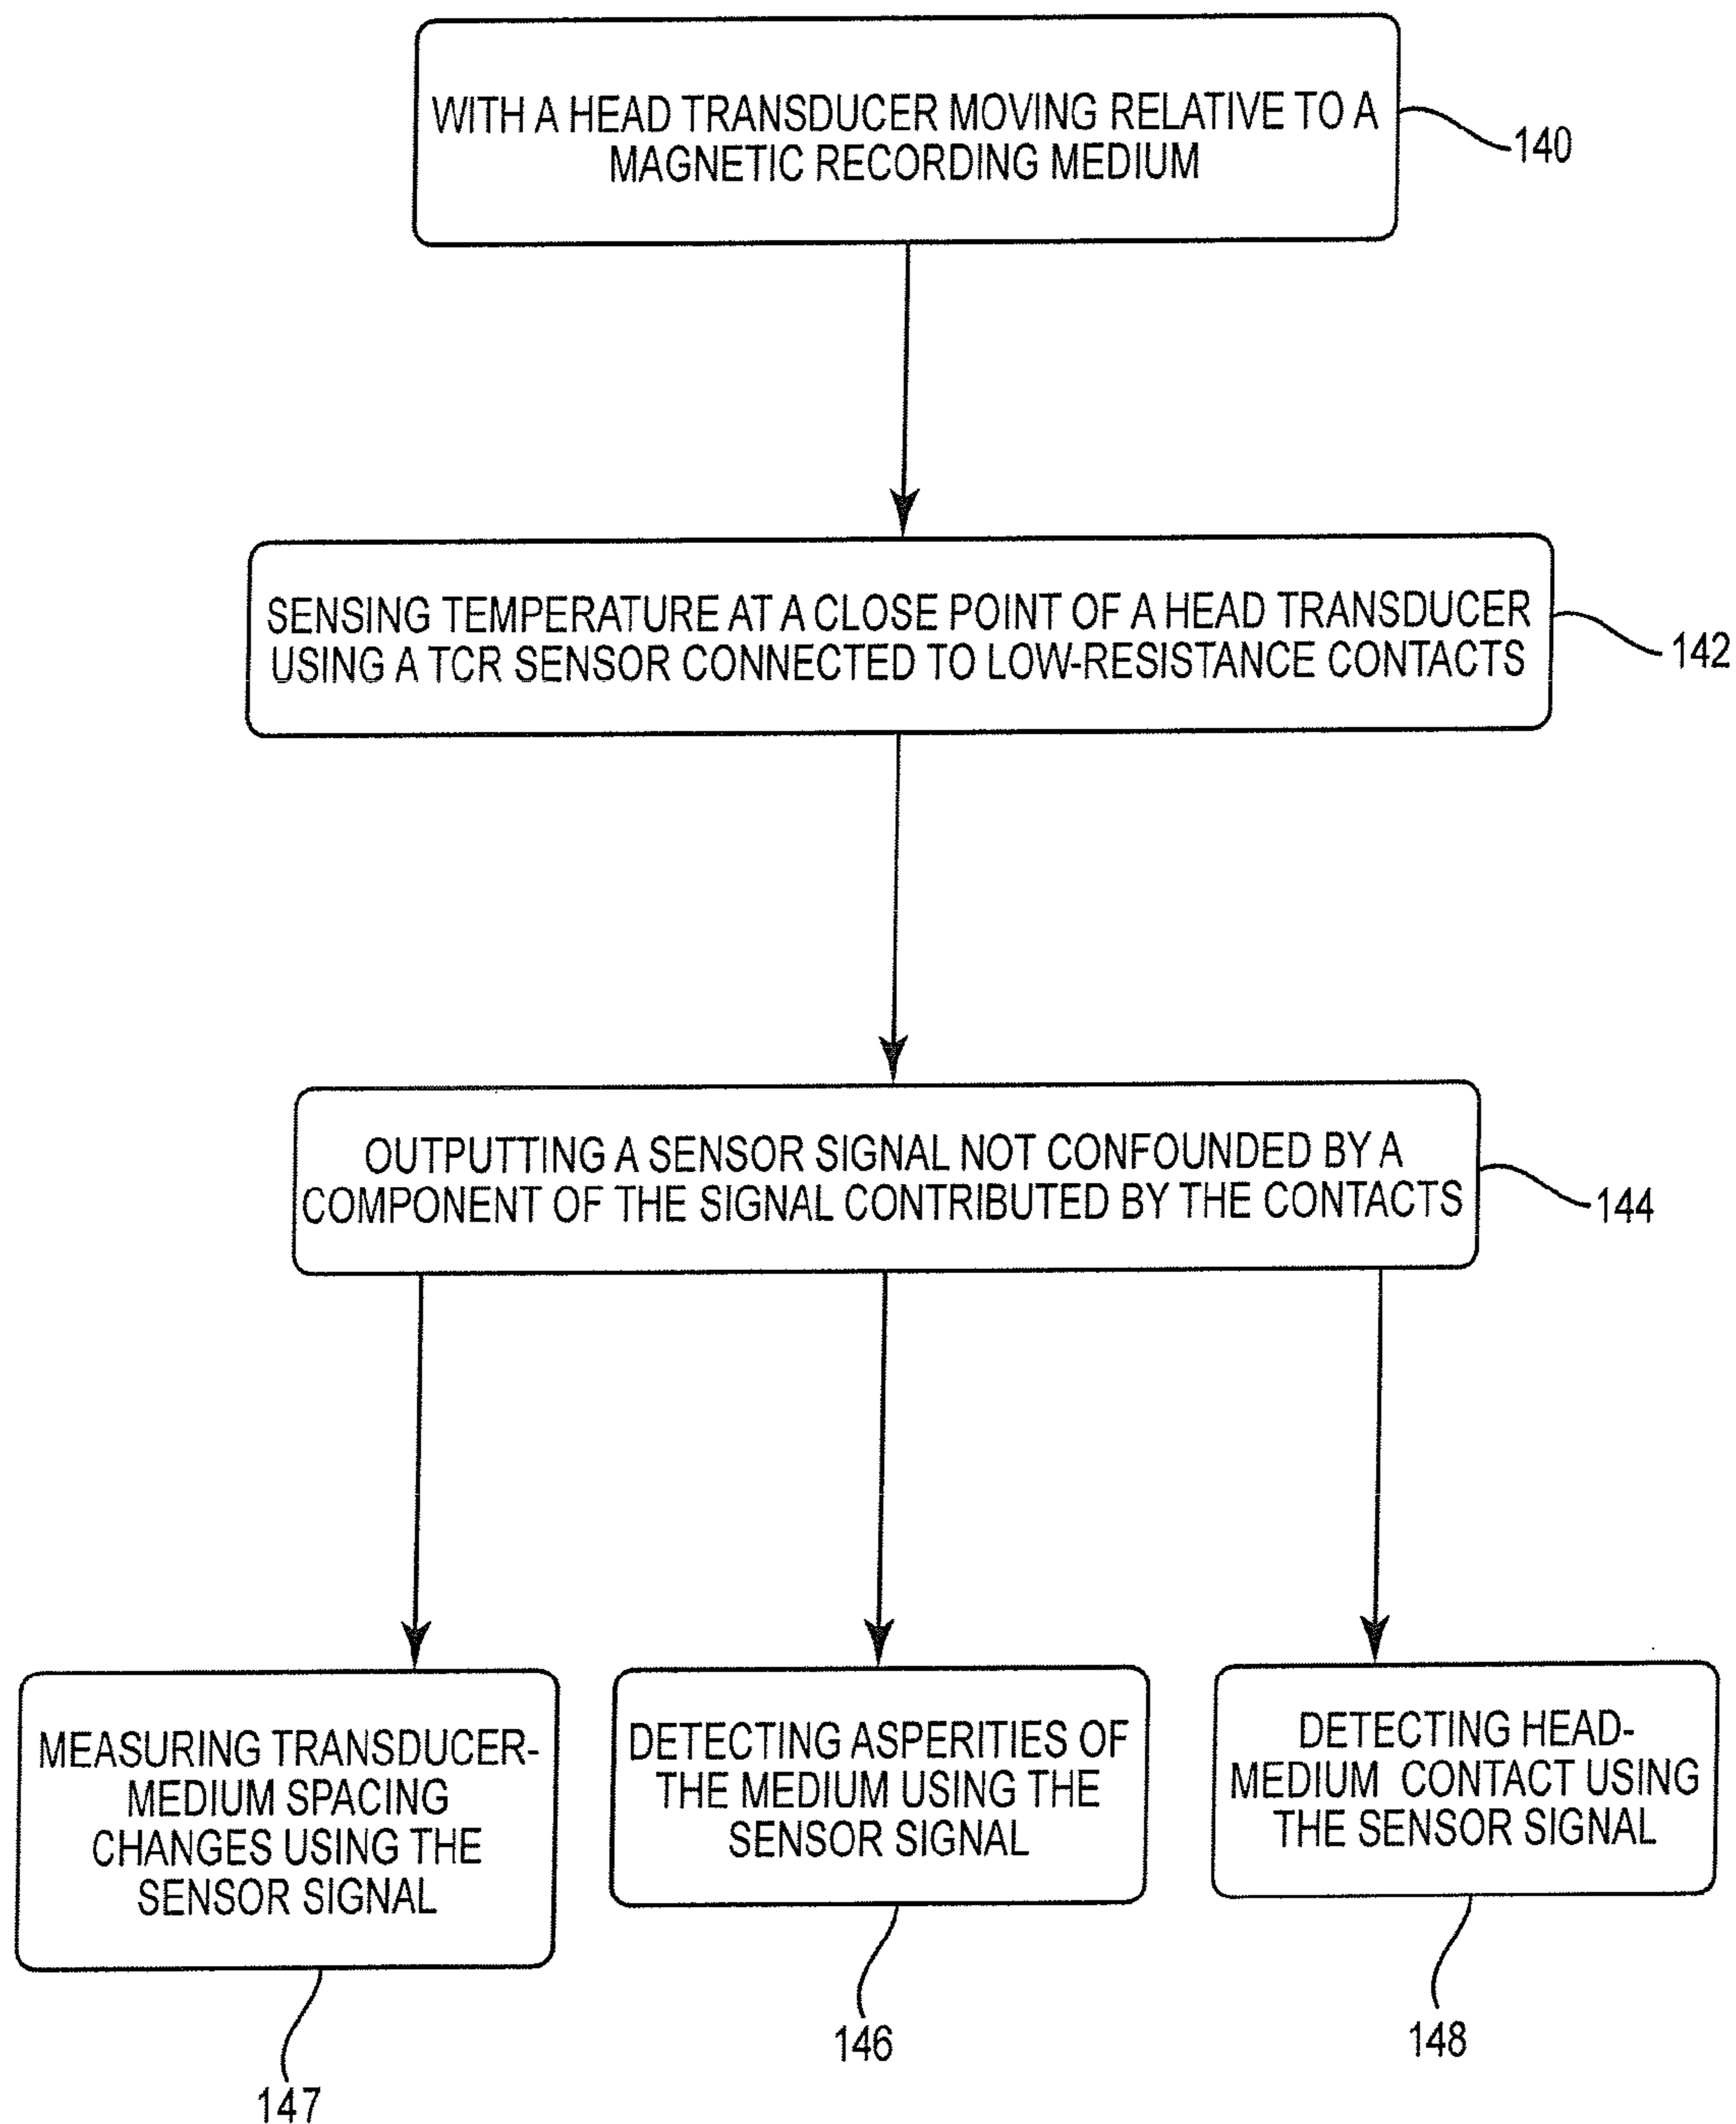 WITH A HEAD TRANSDUCER MOVING RELATIVE TO A
MAGNETIC RECORDING MEDIUM
140
SENSING TEMPERATURE AT A CLOSE POINT OF A HEAD TRANSDUCER
USING A TCR SENSOR CONNECTED TO LOW-RESISTANCE CONTACTS
142
OUTPUTTING A SENSOR SIGNAL NOT CONFOUNDED BY A
COMPONENT OF THE SIGNAL CONTRIBUTED BY THE CONTACTS
144
MEASURING TRANSDUCER-
MEDIUM SPACING
CHANGES USING THE
SENSOR SIGNAL
147
DETECTING ASPERITIES OF
THE MEDIUM USING THE
SENSOR SIGNAL
146
DETECTING HEAD-
MEDIUM CONTACT USING
THE SENSOR SIGNAL
148